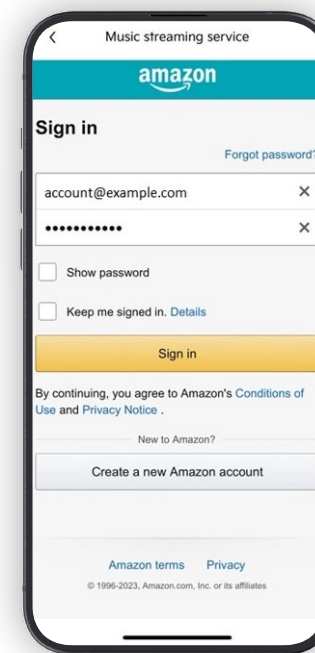 Music streaming service
amazon
Sign in
Forgot password?
account@example.com
•••••••••••
Show password
Keep me signed in. Details
Sign in
By continuing, you agree to Amazon's Conditions of
Use and Privacy Notice .
New to Amazon?
Create a new Amazon account
Amazon terms Privacy
© 1996-2023, Amazon.com, Inc. or its affiliates